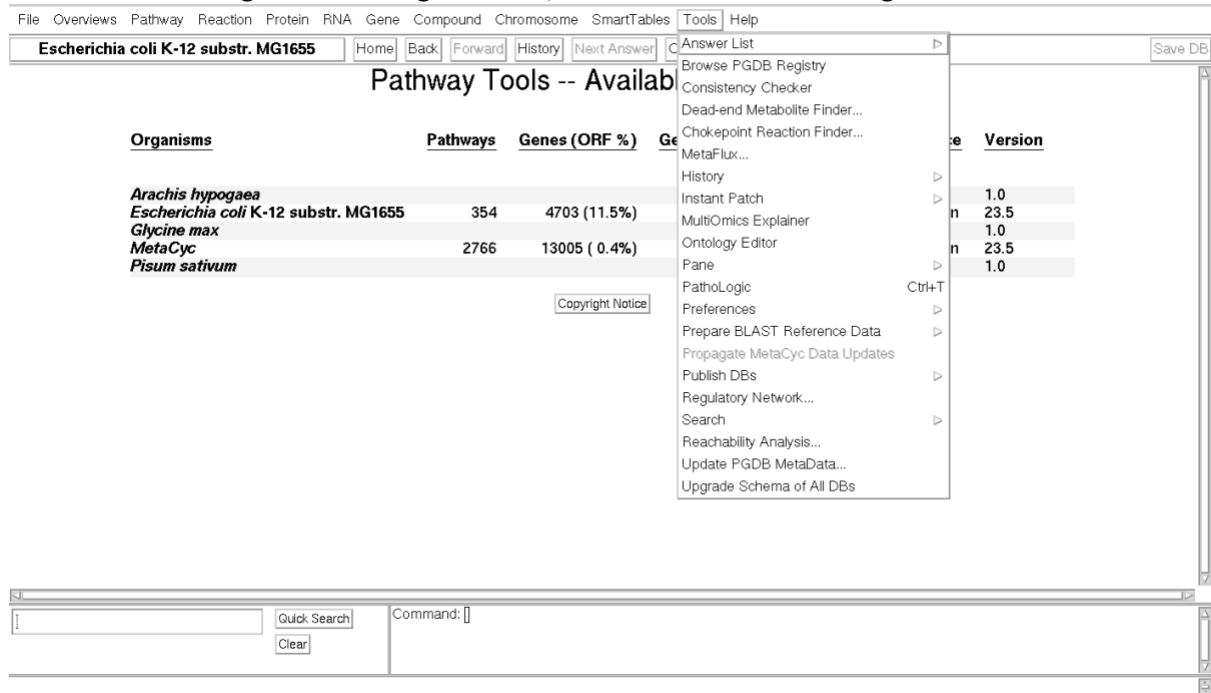 File Overviews Pathway Reaction Protein RNA Gene Compound Chromosome SmartTables Tools Help
Escherichia coli K-12 substr. MG1655 Home Back Forward History Next Answer C Save DB
Pathway Tools -- Availabl
Organisms Pathways Genes (ORF %) Ge e Version
Arachis hypogaea 1.0
Escherichia coli K-12 substr. MG1655 354 4703 (11.5%) n 23.5
Glycine max 1.0
MetaCyc 2766 13005 ( 0.4%) n 23.5
Pisum sativum 1.0
Copyright Notice
Answer List
Browse PGDB Registry
Consistency Checker
Dead-end Metabolite Finder...
Chokepoint Reaction Finder...
MetaFlux...
History
Instant Patch
MultiOmics Explainer
Ontology Editor
Pane
PathoLogic Ctrl+T
Preferences
Prepare BLAST Reference Data
Propagate MetaCyc Data Updates
Publish DBs
Regulatory Network...
Search
Reachability Analysis...
Update PGDB MetaData...
Upgrade Schema of All DBs
Quick Search Command: []
Clear